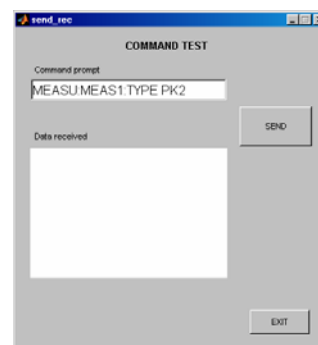 send_rec
COMMAND TEST
Command prompt
MEASU:MEAS1:TYPE PK2
SEND
Data received
EXIT